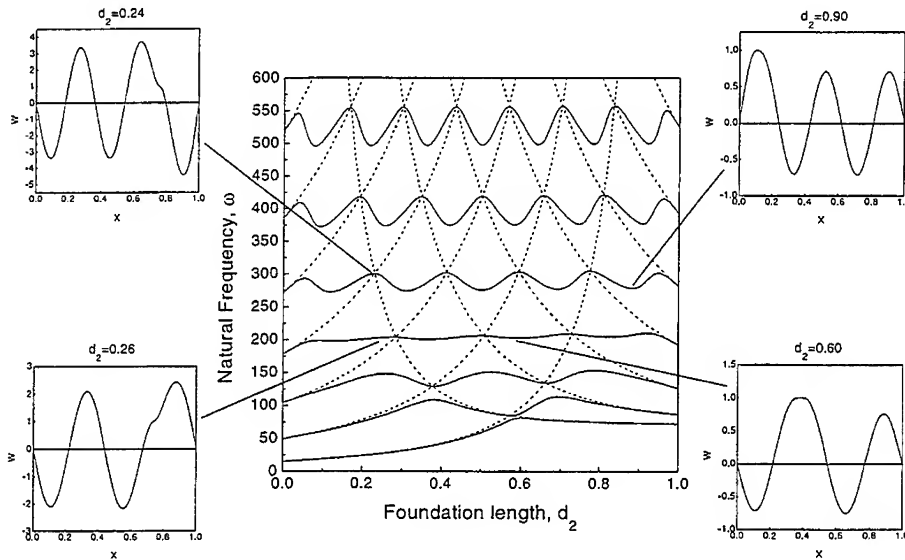 d₂=0.24
4
3
2
1
0
-1
-2
-3
-4
-5
w
0.0 0.2 0.4 0.6 0.8 1.0
x
d₂=0.90
1.0
0.5
0.0
-0.5
-1.0
w
0.0 0.2 0.4 0.6 0.8 1.0
x
600
550
500
450
400
350
300
250
200
150
100
50
0
Natural Frequency, ω
0.0 0.2 0.4 0.6 0.8 1.0
Foundation length, d₂
d₂=0.26
3
2
1
0
-1
-2
-3
w
0.0 0.2 0.4 0.6 0.8 1.0
x
d₂=0.60
1.5
1.0
0.5
0.0
-0.5
-1.0
w
0.0 0.2 0.4 0.6 0.8 1.0
x